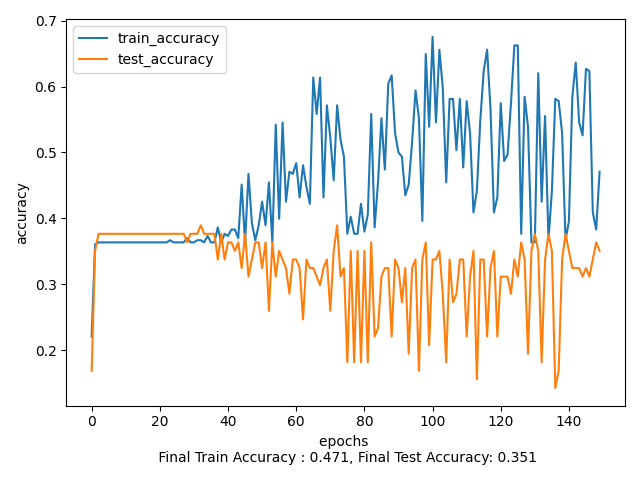 0.7
0.6
0.5
0.4
0.3
0.2
accuracy
train_accuracy
test_accuracy
0 20 40 60 80 100 120 140
epochs
Final Train Accuracy : 0.471, Final Test Accuracy: 0.351